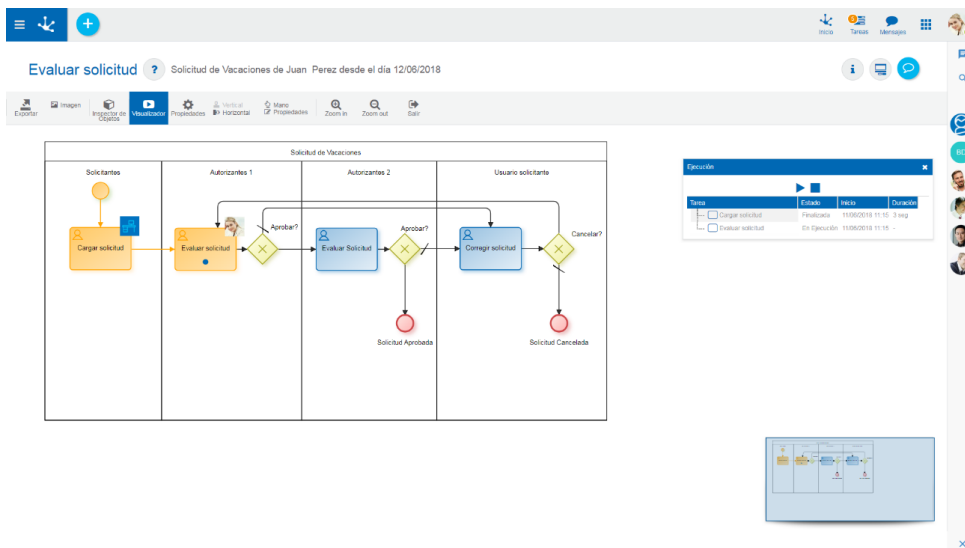 5
Inicio Tareas Mensajes
Evaluar solicitud ? Solicitud de Vacaciones de Juan Perez desde el día 12/06/2018
i
Exportar Imagen Inspector de Objetos Visualizador Propiedades Vertical Horizontal Mano Propiedades Zoom in Zoom out Salir
Solicitud de Vacaciones
Solicitantes Autorizantes 1 Autorizantes 2 Usuario solicitante
Aprobar? Aprobar? Cancelar?
Cargar solicitud Evaluar solicitud Evaluar Solicitud Corregir solicitud
Solicitud Aprobada Solicitud Cancelada
Ejecución
Tarea Estado Inicio Duración
Cargar solicitud Finalizada 11/06/2018 11:15 3 seg
Evaluar solicitud En Ejecución 11/06/2018 11:15 -